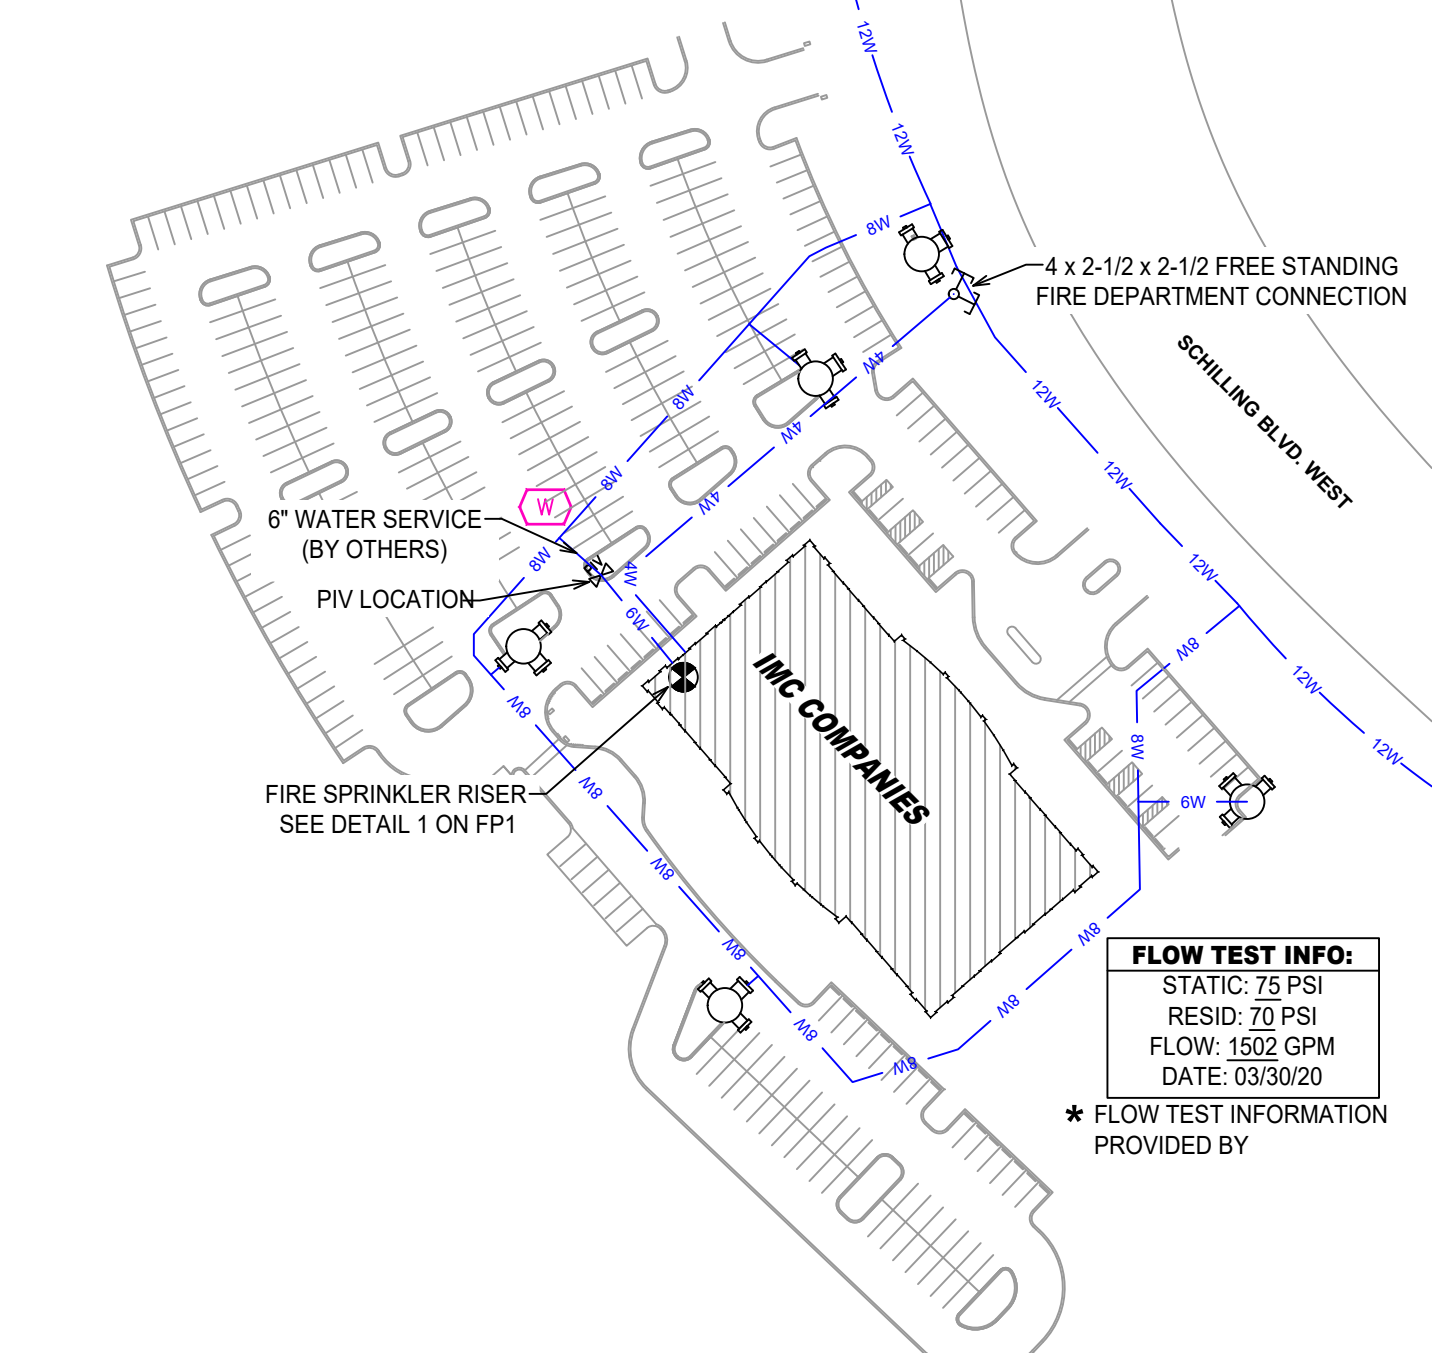 12W
12W
8W
4 x 2-1/2 x 2-1/2 FREE STANDING
FIRE DEPARTMENT CONNECTION
SCHILLING BLVD. WEST
4W
8W
12W
4W
12W
8W
4W
W
6" WATER SERVICE
(BY OTHERS)
8W
PIV
4W
12W
PIV LOCATION
6W
8W
12W
IMC COMPANIES
8W
8W
12W
FIRE SPRINKLER RISER
SEE DETAIL 1 ON FP1
8W
6W
8W
8W
8W
8W
8W
8W
FLOW TEST INFO:
STATIC: 75 PSI
RESID: 70 PSI
FLOW: 1502 GPM
DATE: 03/30/20
* FLOW TEST INFORMATION
PROVIDED BY